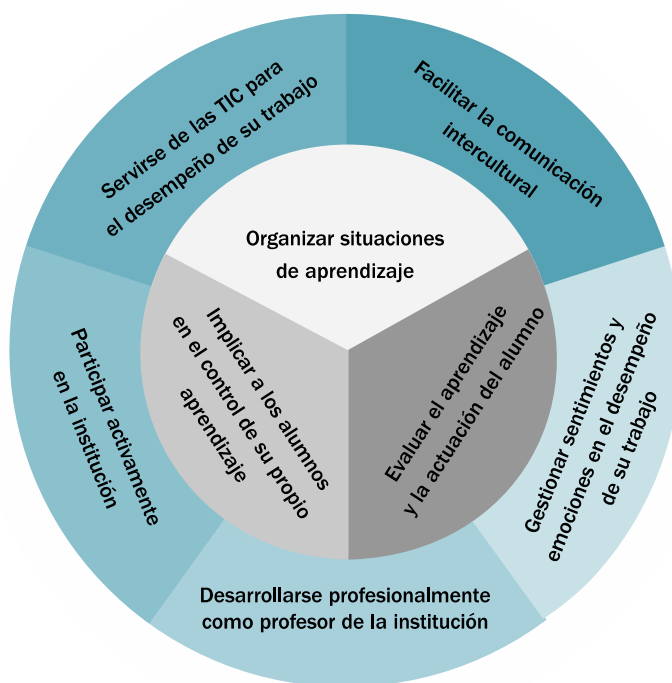 Servirse de las TIC para
el desempeño de su trabajo
Facilitar la comunicación
intercultural
Organizar situaciones
de aprendizaje
Implicar a los alumnos
en el control de su propio
aprendizaje
Evaluar el aprendizaje
y la actuación del alumno
Participar activamente
en la institución
Gestionar sentimientos y
emociones en el desempeño
de su trabajo
Desarrollarse profesionalmente
como profesor de la institución